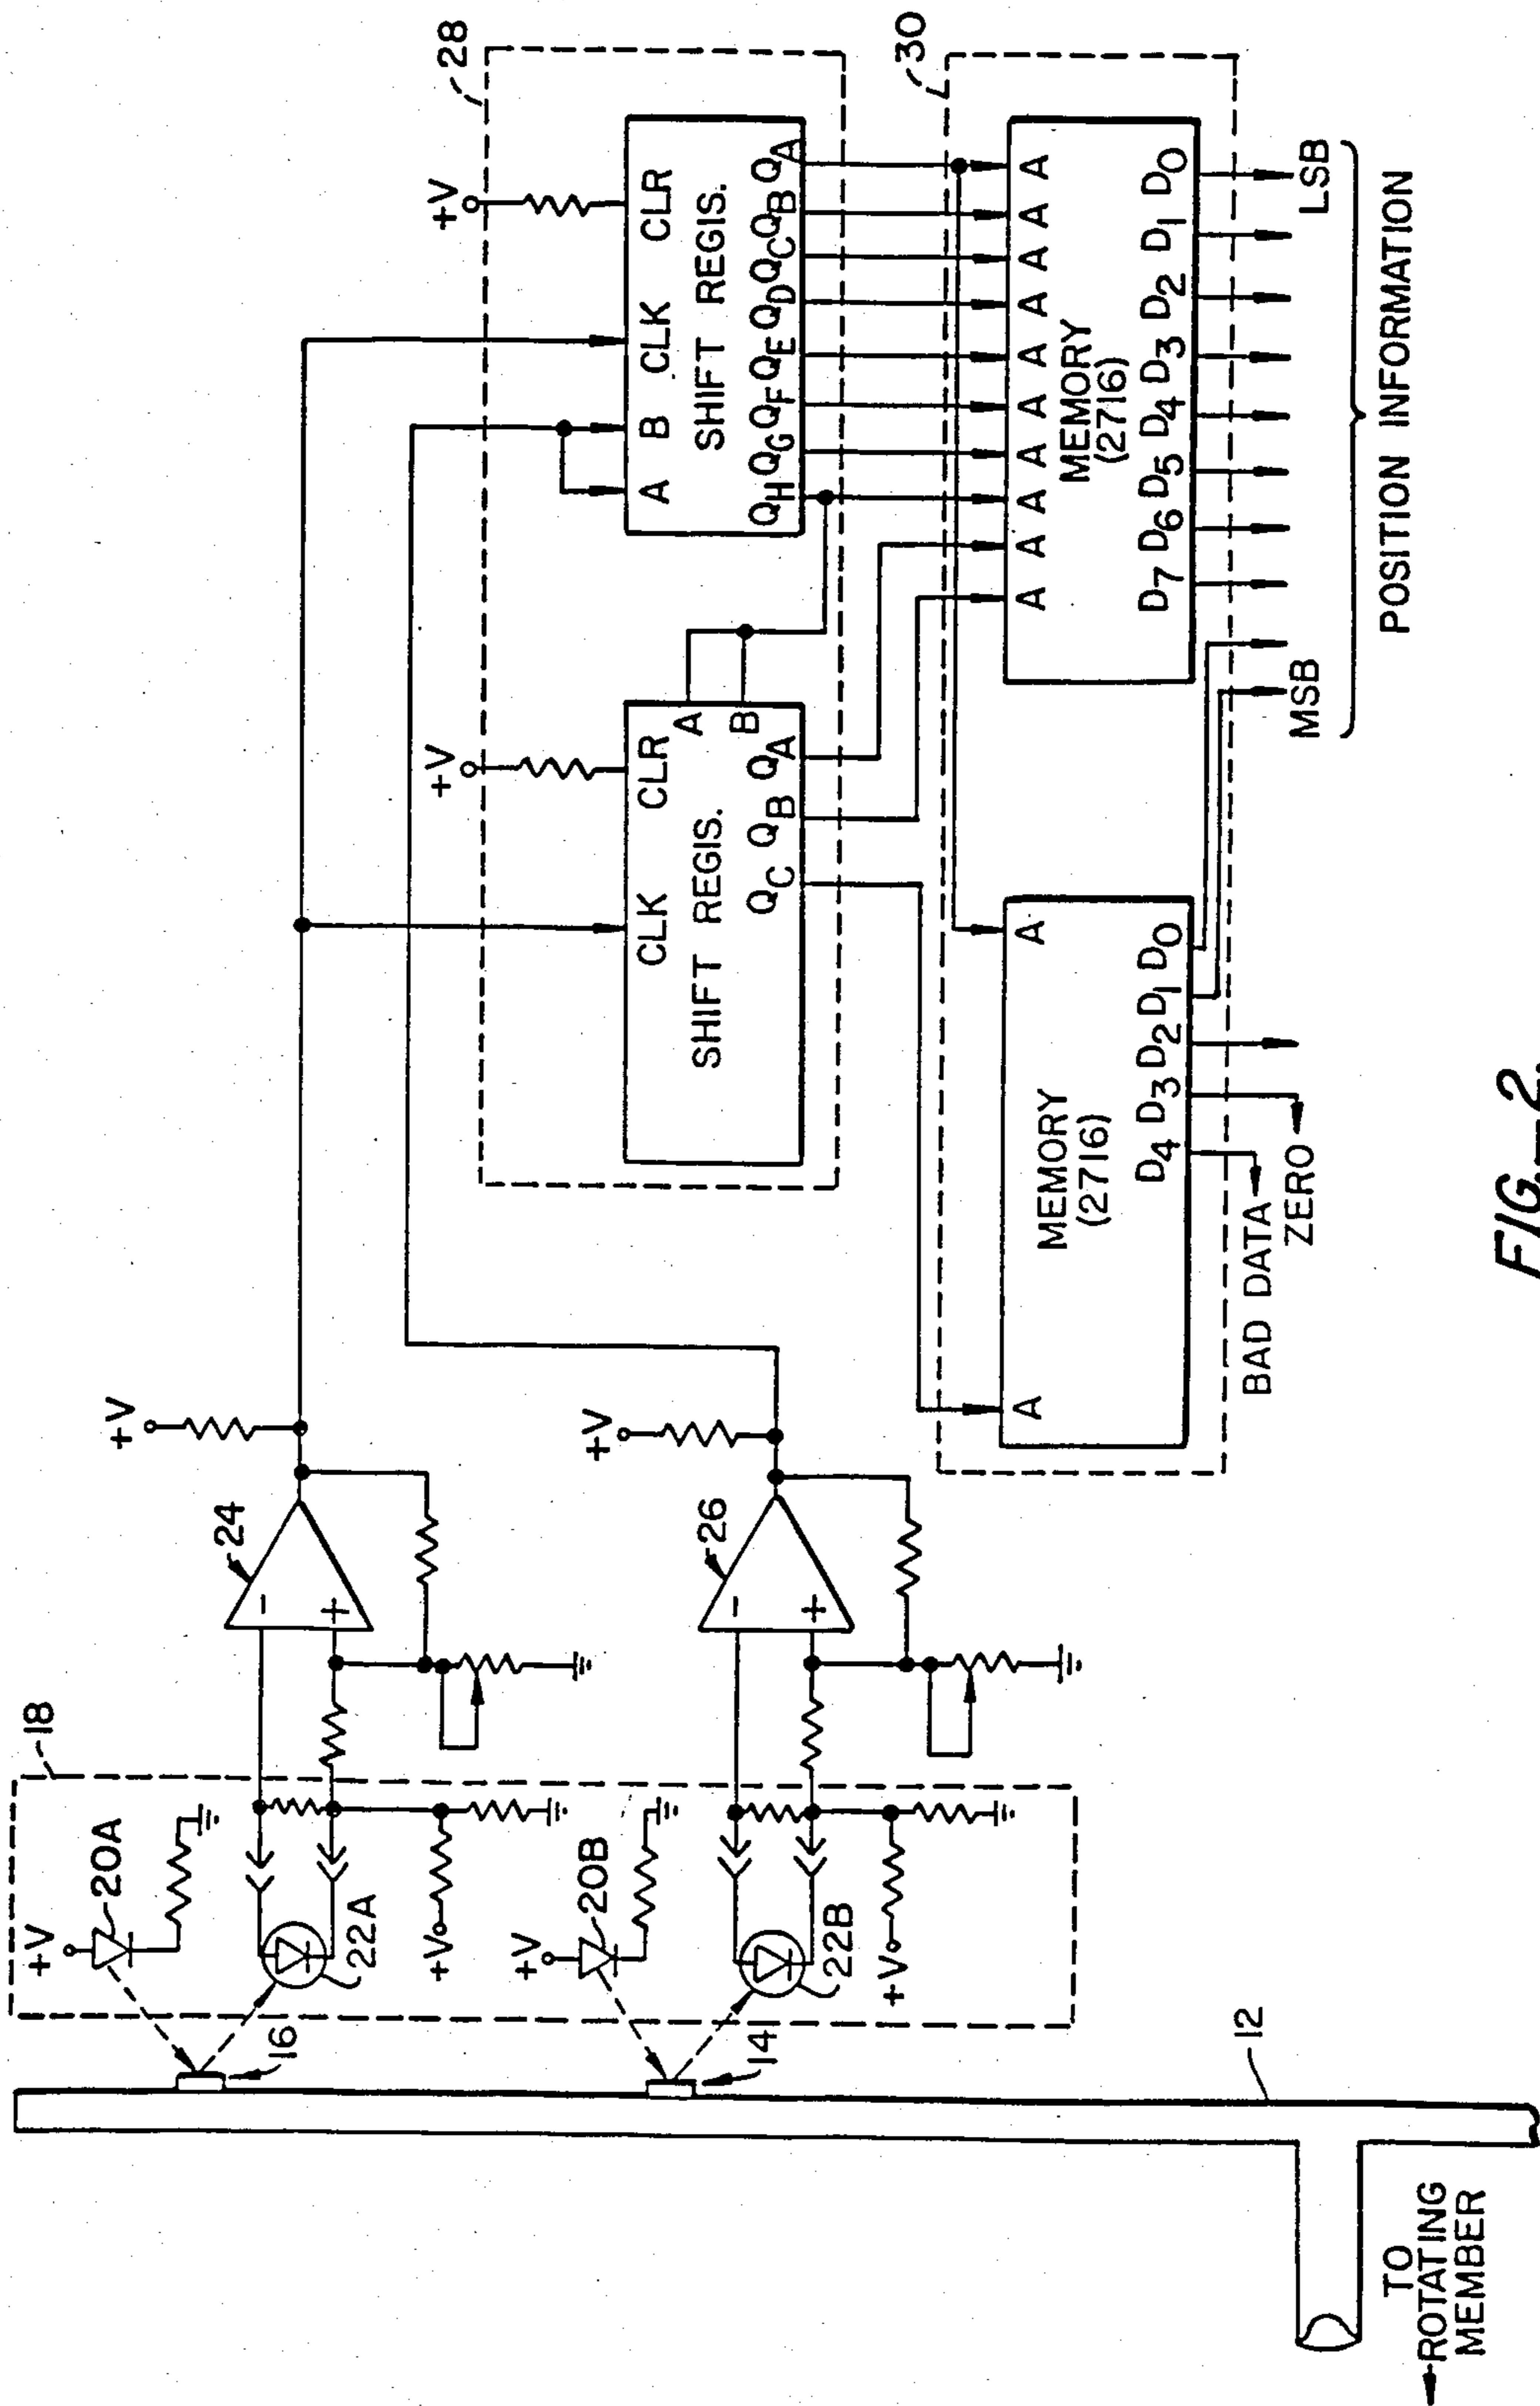 18
+V
20A
22A
+V
+V
20B
22B
+V
16
14
12
TO
ROTATING
MEMBER
+V
24
-
+
+V
26
-
+
28
+V
CLK
CLR
A
B
SHIFT REGIS.
QC
QB
QA
+V
A
B
CLK
CLR
SHIFT REGIS.
QH
QG
QF
QE
QD
QC
QB
QA
30
A
A
MEMORY
(2716)
D4
D3
D2
D1
D0
BAD DATA
ZERO
A
A
A
A
A
A
A
A
A
A
MEMORY
(2716)
D7
D6
D5
D4
D3
D2
D1
D0
MSB
LSB
POSITION INFORMATION
FIG.—2.